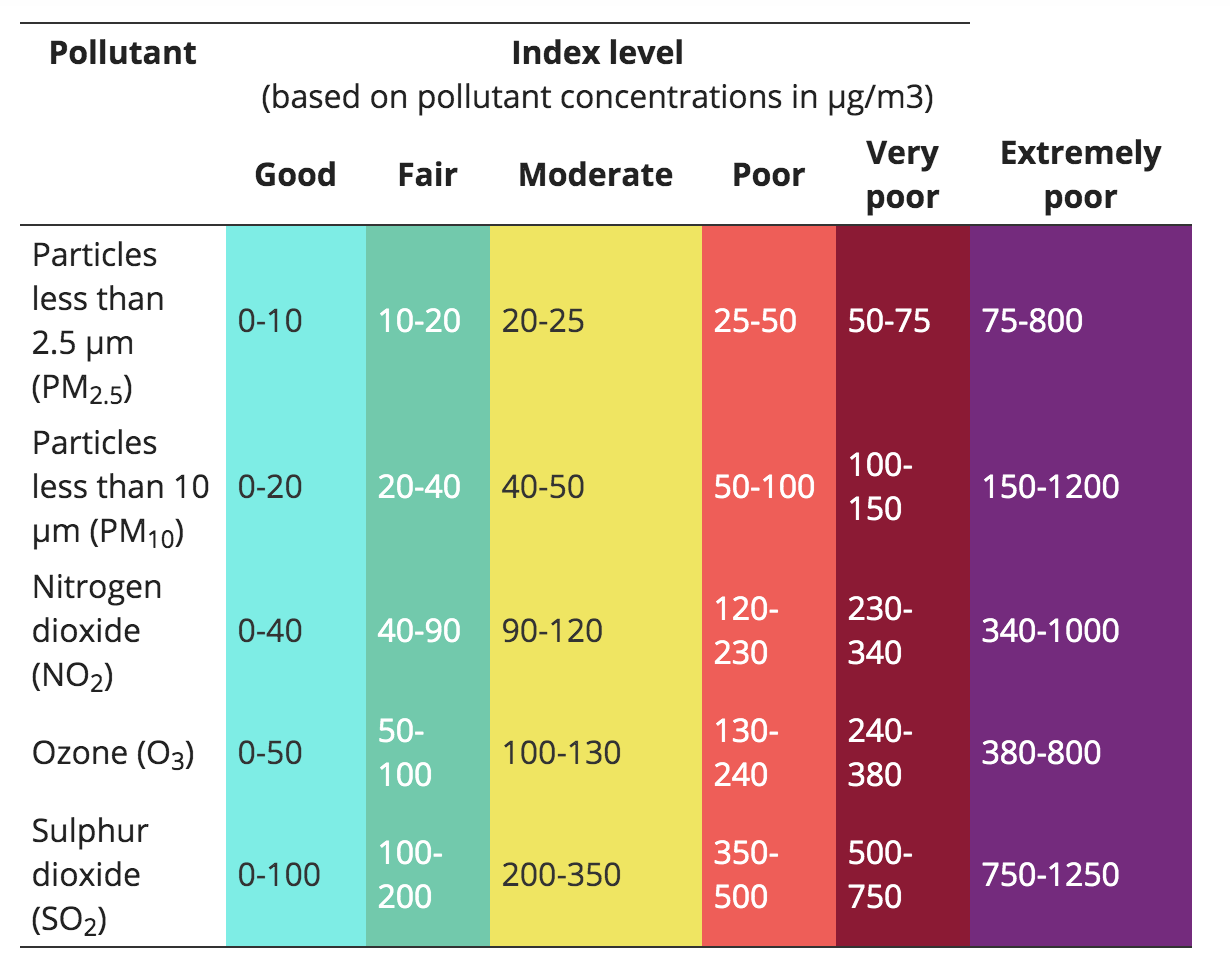 Pollutant
Index level
(based on pollutant concentrations in µg/m3)
Good Fair Moderate Poor Very poor Extremely poor
Particles less than 2.5 µm (PM2.5) 0-10 10-20 20-25 25-50 50-75 75-800
Particles less than 10 µm (PM10) 0-20 20-40 40-50 50-100 100-150 150-1200
Nitrogen dioxide (NO2) 0-40 40-90 90-120 120-230 230-340 340-1000
Ozone (O3) 0-50 50-100 100-130 130-240 240-380 380-800
Sulphur dioxide (SO2) 0-100 100-200 200-350 350-500 500-750 750-1250